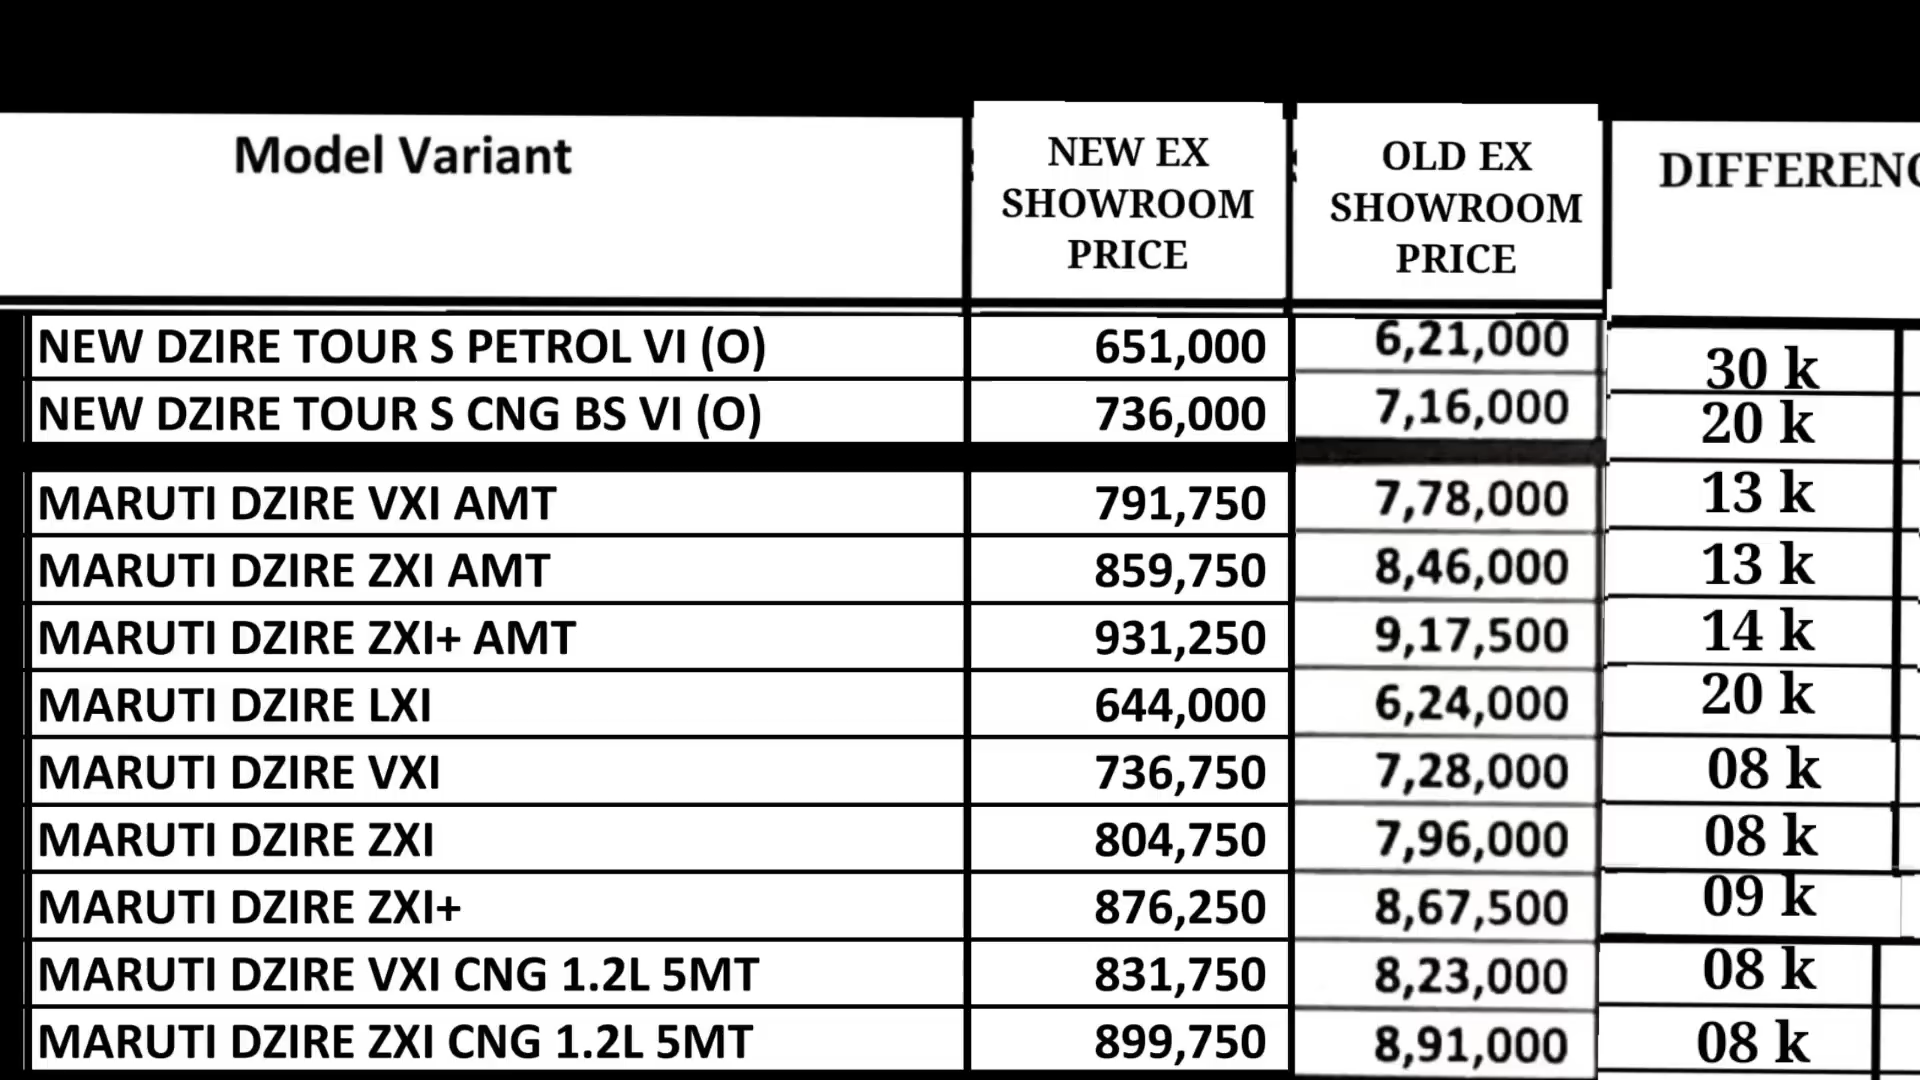 Model Variant NEW EX SHOWROOM PRICE OLD EX SHOWROOM PRICE DIFFERENC
NEW DZIRE TOUR S PETROL VI (O) 651,000 6,21,000 30 k
NEW DZIRE TOUR S CNG BS VI (O) 736,000 7,16,000 20 k
MARUTI DZIRE VXI AMT 791,750 7,78,000 13 k
MARUTI DZIRE ZXI AMT 859,750 8,46,000 13 k
MARUTI DZIRE ZXI+ AMT 931,250 9,17,500 14 k
MARUTI DZIRE LXI 644,000 6,24,000 20 k
MARUTI DZIRE VXI 736,750 7,28,000 08 k
MARUTI DZIRE ZXI 804,750 7,96,000 08 k
MARUTI DZIRE ZXI+ 876,250 8,67,500 09 k
MARUTI DZIRE VXI CNG 1.2L 5MT 831,750 8,23,000 08 k
MARUTI DZIRE ZXI CNG 1.2L 5MT 899,750 8,91,000 08 k